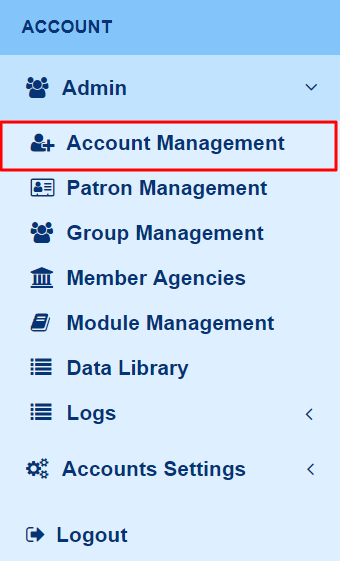 ACCOUNT
Admin
Account Management
Patron Management
Group Management
Member Agencies
Module Management
Data Library
Logs
Accounts Settings
Logout